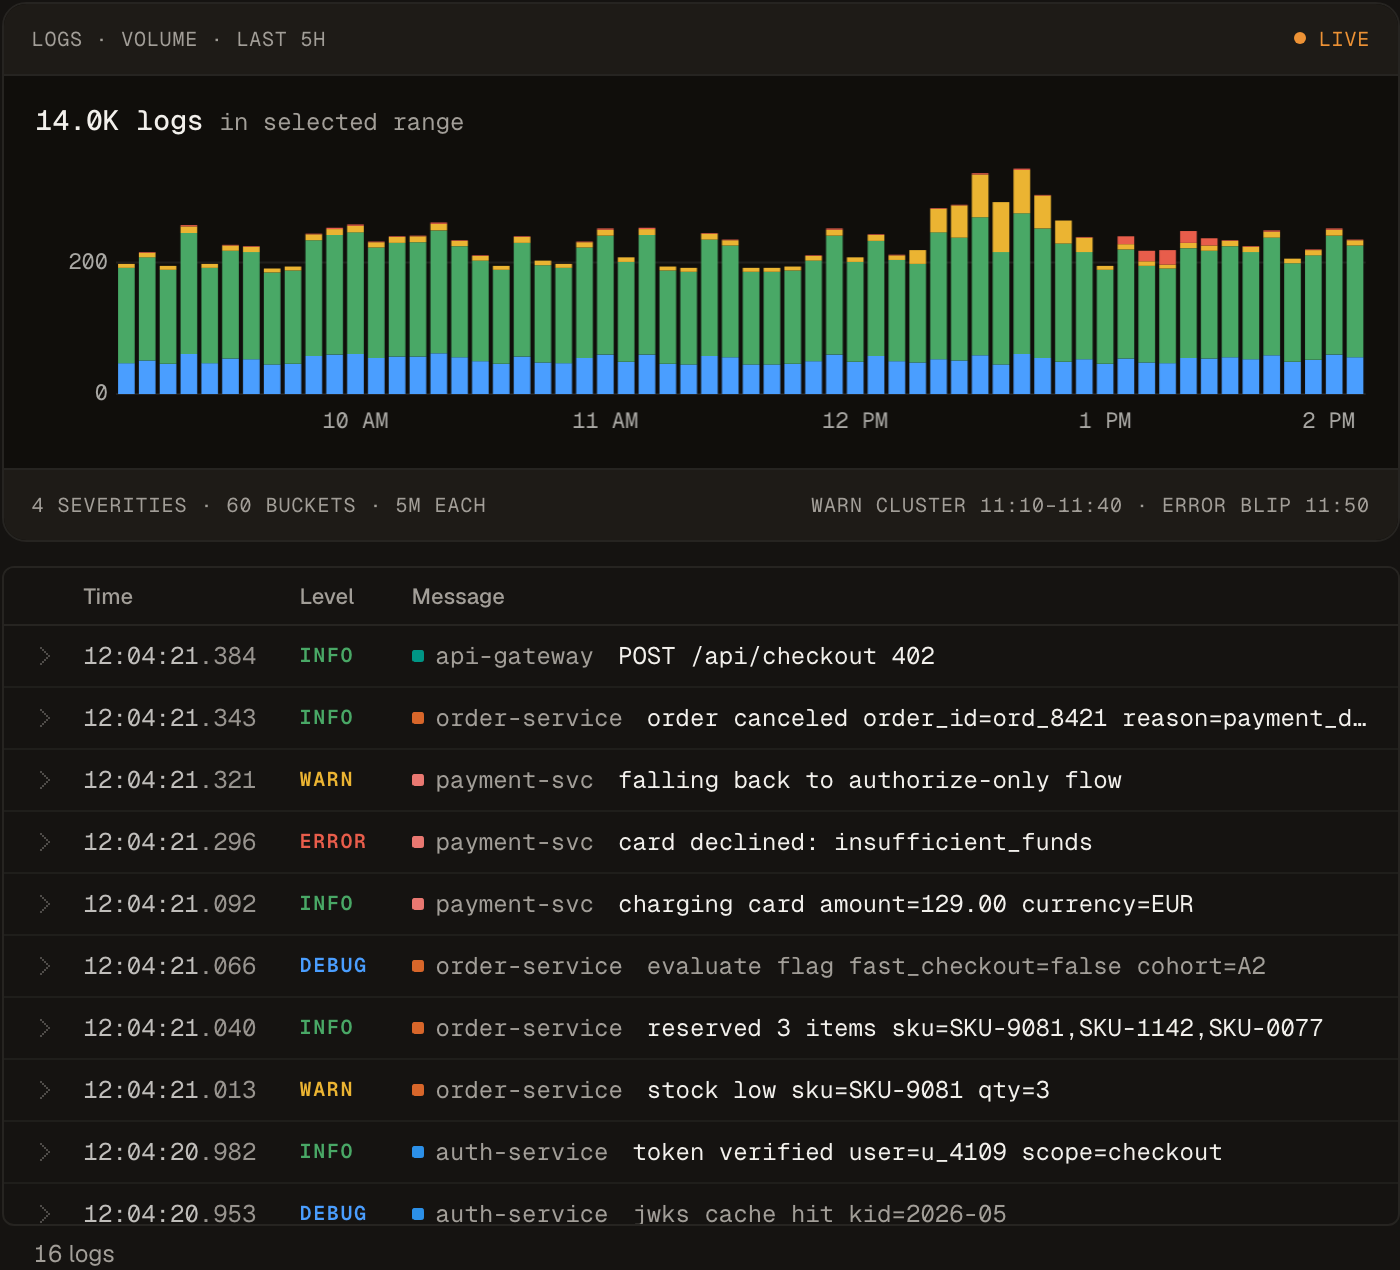 LOGS · VOLUME · LAST 5H
LIVE
14.0K logs in selected range
200
0
10 AM 11 AM 12 PM 1 PM 2 PM
4 SEVERITIES · 60 BUCKETS · 5M EACH
WARN CLUSTER 11:10–11:40 · ERROR BLIP 11:50
Time Level Message
12:04:21.384 INFO api-gateway POST /api/checkout 402
12:04:21.343 INFO order-service order canceled order_id=ord_8421 reason=payment_d…
12:04:21.321 WARN payment-svc falling back to authorize-only flow
12:04:21.296 ERROR payment-svc card declined: insufficient_funds
12:04:21.092 INFO payment-svc charging card amount=129.00 currency=EUR
12:04:21.066 DEBUG order-service evaluate flag fast_checkout=false cohort=A2
12:04:21.040 INFO order-service reserved 3 items sku=SKU-9081,SKU-1142,SKU-0077
12:04:21.013 WARN order-service stock low sku=SKU-9081 qty=3
12:04:20.982 INFO auth-service token verified user=u_4109 scope=checkout
12:04:20.953 DEBUG auth-service jwks cache hit kid=2026-05
16 logs